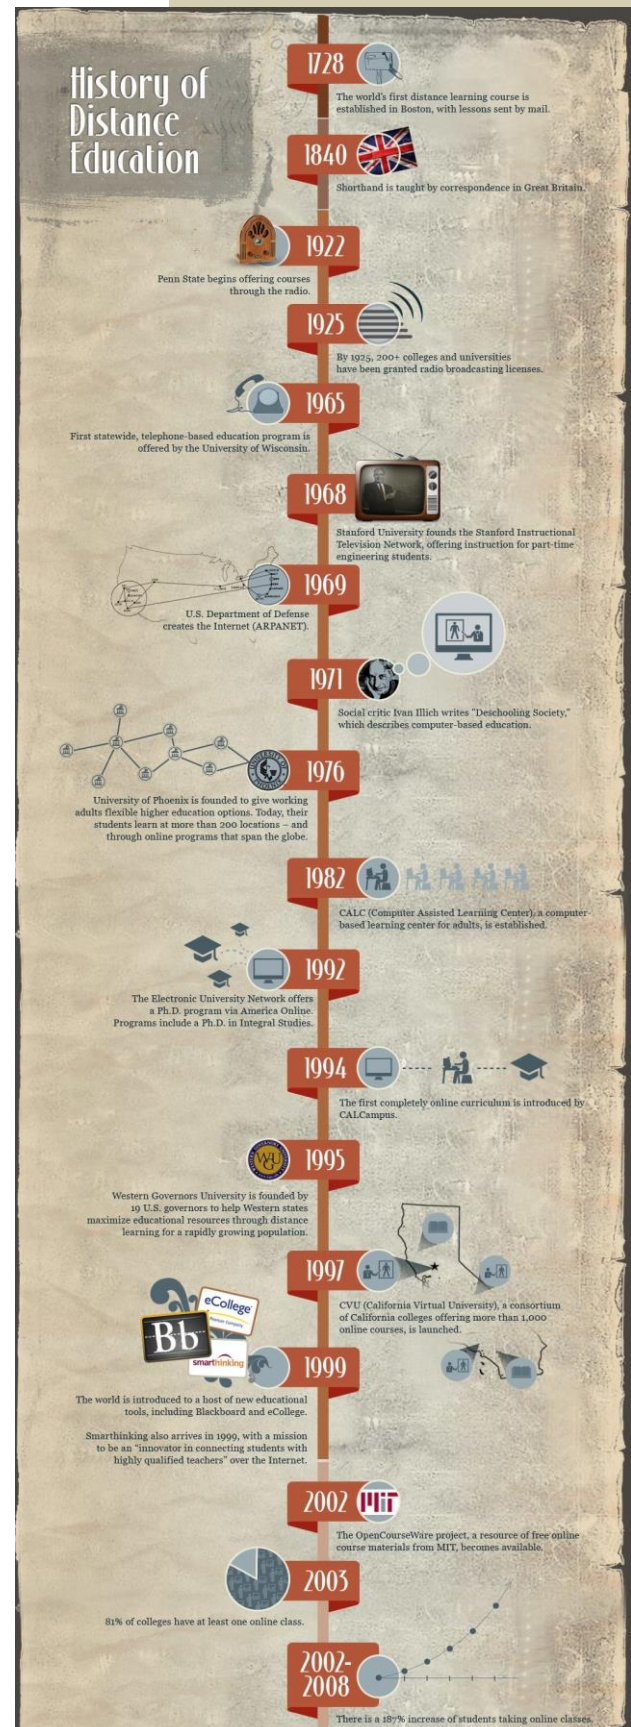 History of
Distance
Education
1728
The world's first distance learning course is
established in Boston, with lessons sent by mail.
1840
Shorthand is taught by correspondence in Great Britain.
1922
Penn State begins offering courses
through the radio.
1925
By 1925, 200+ colleges and universities
have been granted radio broadcasting licenses.
1965
First statewide, telephone-based education program is
offered by the University of Wisconsin.
1968
Stanford University founds the Stanford Instructional
Television Network, offering instruction for part-time
engineering students.
1969
U.S. Department of Defense
creates the Internet (ARPANET).
1971
Social critic Ivan Illich writes "Deschooling Society,"
which describes computer-based education.
1976
University of Phoenix is founded to give working
adults flexible higher education options. Today, their
students learn at more than 200 locations – and
through online programs that span the globe.
1982
CALC (Computer Assisted Learning Center), a computer-
based learning center for adults, is established.
1992
The Electronic University Network offers
a Ph.D. program via America Online.
Programs include a Ph.D. in Integral Studies.
1994
The first completely online curriculum is introduced by
CALCampus.
WGU
1995
Western Governors University is founded by
19 U.S. governors to help Western states
maximize educational resources through distance
learning for a rapidly growing population.
1997
CVU (California Virtual University), a consortium
of California colleges offering more than 1,000
online courses, is launched.
eCollege
Bb
smarthinking
1999
The world is introduced to a host of new educational
tools, including Blackboard and eCollege.
Smarthinking also arrives in 1999, with a mission
to be an "innovator in connecting students with
highly qualified teachers" over the Internet.
2002
MIT
The OpenCourseWare project, a resource of free online
course materials from MIT, becomes available.
2003
81% of colleges have at least one online class.
2002-
2008
There is a 187% increase of students taking online classes.